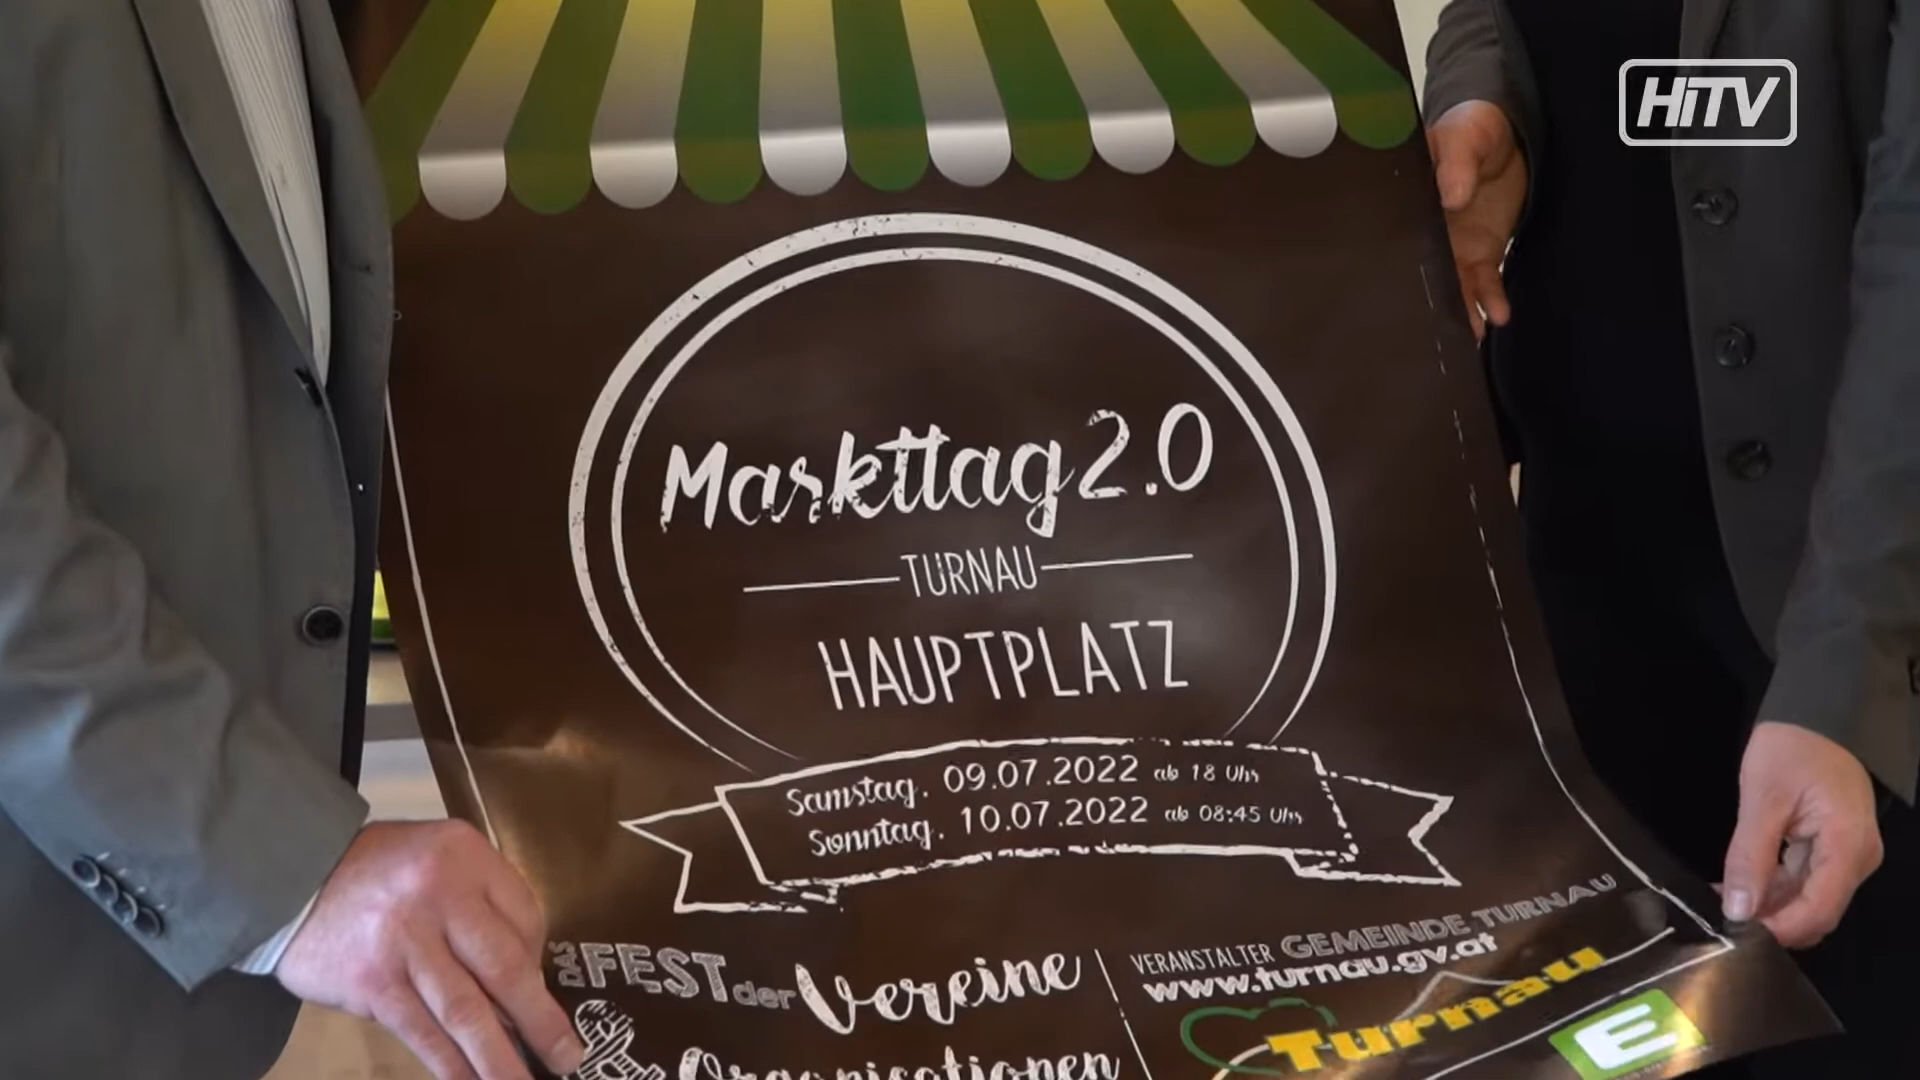 HiTV
Markttag 2.0
TURNAU
HAUPTPLATZ
Samstag. 09.07.2022 ab 18 Uhr
Sonntag. 10.07.2022 ab 08:45 Uhr
DAS FEST der Vereine
& Organisationen
VERANSTALTER GEMEINDE TURNAU
www.turnau.gv.at
Turnau
E